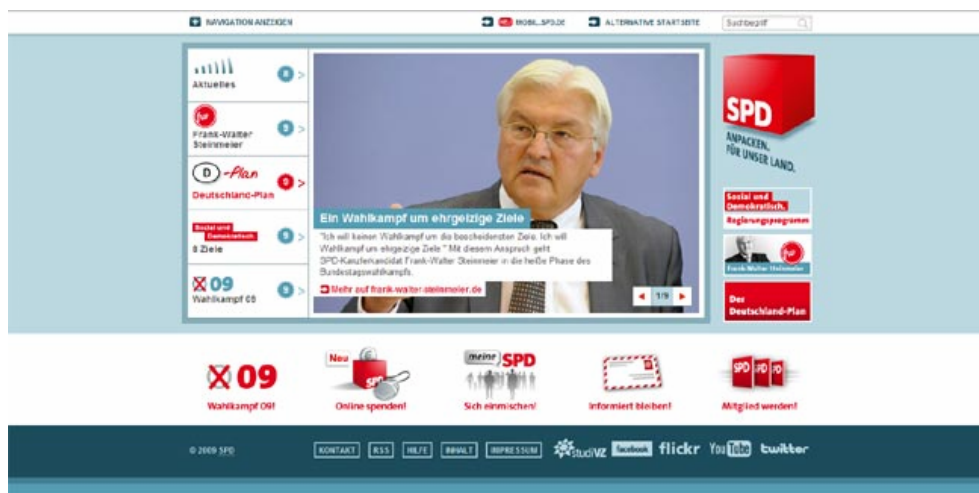 NAVIGATION ANZEIGEN
MOBIL.SPD.DE
ALTERNATIVE STARTSEITE
Suchbegriff
Aktuelles
für
Frank-Walter
Steinmeier
D-Plan
Deutschland-Plan
Sozial und
Demokratisch.
8 Ziele
X 09
Wahlkampf 09
Ein Wahlkampf um ehrgeizige Ziele
"Ich will keinen Wahlkampf um die bescheidensten Ziele. Ich will
Wahlkampf um ehrgeizige Ziele." Mit diesem Anspruch geht
SPD-Kanzlerkandidat Frank-Walter Steinmeier in die heiße Phase des
Bundestagswahlkampfs.
Mehr auf frank-walter-steinmeier.de
1/9
SPD
ANPACKEN.
FÜR UNSER LAND.
Sozial und
Demokratisch.
Regierungsprogramm
Frank-Walter Steinmeier
Der
Deutschland-Plan
X 09
Wahlkampf 09!
Neu
SPD
Online spenden!
meine SPD
Sich einmischen!
Informiert bleiben!
SPD
Mitglied werden!
© 2009 SPD
KONTAKT
RSS
HILFE
INHALT
IMPRESSUM
studiVZ
facebook
flickr
YouTube
twitter